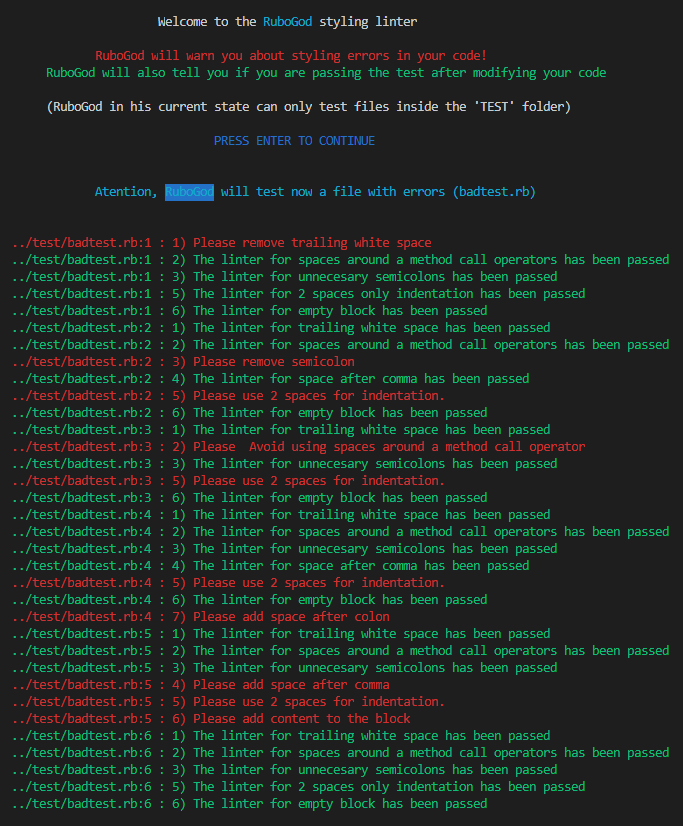 Welcome to the RuboGod styling linter
RuboGod will warn you about styling errors in your code!
RuboGod will also tell you if you are passing the test after modifying your code
(RuboGod in his current state can only test files inside the 'TEST' folder)
PRESS ENTER TO CONTINUE
Atention, RuboGod will test now a file with errors (badtest.rb)
../test/badtest.rb:1 : 1) Please remove trailing white space
../test/badtest.rb:1 : 2) The linter for spaces around a method call operators has been passed
../test/badtest.rb:1 : 3) The linter for unnecesary semicolons has been passed
../test/badtest.rb:1 : 5) The linter for 2 spaces only indentation has been passed
../test/badtest.rb:1 : 6) The linter for empty block has been passed
../test/badtest.rb:2 : 1) The linter for trailing white space has been passed
../test/badtest.rb:2 : 2) The linter for spaces around a method call operators has been passed
../test/badtest.rb:2 : 3) Please remove semicolon
../test/badtest.rb:2 : 4) The linter for space after comma has been passed
../test/badtest.rb:2 : 5) Please use 2 spaces for indentation.
../test/badtest.rb:2 : 6) The linter for empty block has been passed
../test/badtest.rb:3 : 1) The linter for trailing white space has been passed
../test/badtest.rb:3 : 2) Please  Avoid using spaces around a method call operator
../test/badtest.rb:3 : 3) The linter for unnecesary semicolons has been passed
../test/badtest.rb:3 : 5) Please use 2 spaces for indentation.
../test/badtest.rb:3 : 6) The linter for empty block has been passed
../test/badtest.rb:4 : 1) The linter for trailing white space has been passed
../test/badtest.rb:4 : 2) The linter for spaces around a method call operators has been passed
../test/badtest.rb:4 : 3) The linter for unnecesary semicolons has been passed
../test/badtest.rb:4 : 4) The linter for space after comma has been passed
../test/badtest.rb:4 : 5) Please use 2 spaces for indentation.
../test/badtest.rb:4 : 6) The linter for empty block has been passed
../test/badtest.rb:4 : 7) Please add space after colon
../test/badtest.rb:5 : 1) The linter for trailing white space has been passed
../test/badtest.rb:5 : 2) The linter for spaces around a method call operators has been passed
../test/badtest.rb:5 : 3) The linter for unnecesary semicolons has been passed
../test/badtest.rb:5 : 4) Please add space after comma
../test/badtest.rb:5 : 5) Please use 2 spaces for indentation.
../test/badtest.rb:5 : 6) Please add content to the block
../test/badtest.rb:6 : 1) The linter for trailing white space has been passed
../test/badtest.rb:6 : 2) The linter for spaces around a method call operators has been passed
../test/badtest.rb:6 : 3) The linter for unnecesary semicolons has been passed
../test/badtest.rb:6 : 5) The linter for 2 spaces only indentation has been passed
../test/badtest.rb:6 : 6) The linter for empty block has been passed